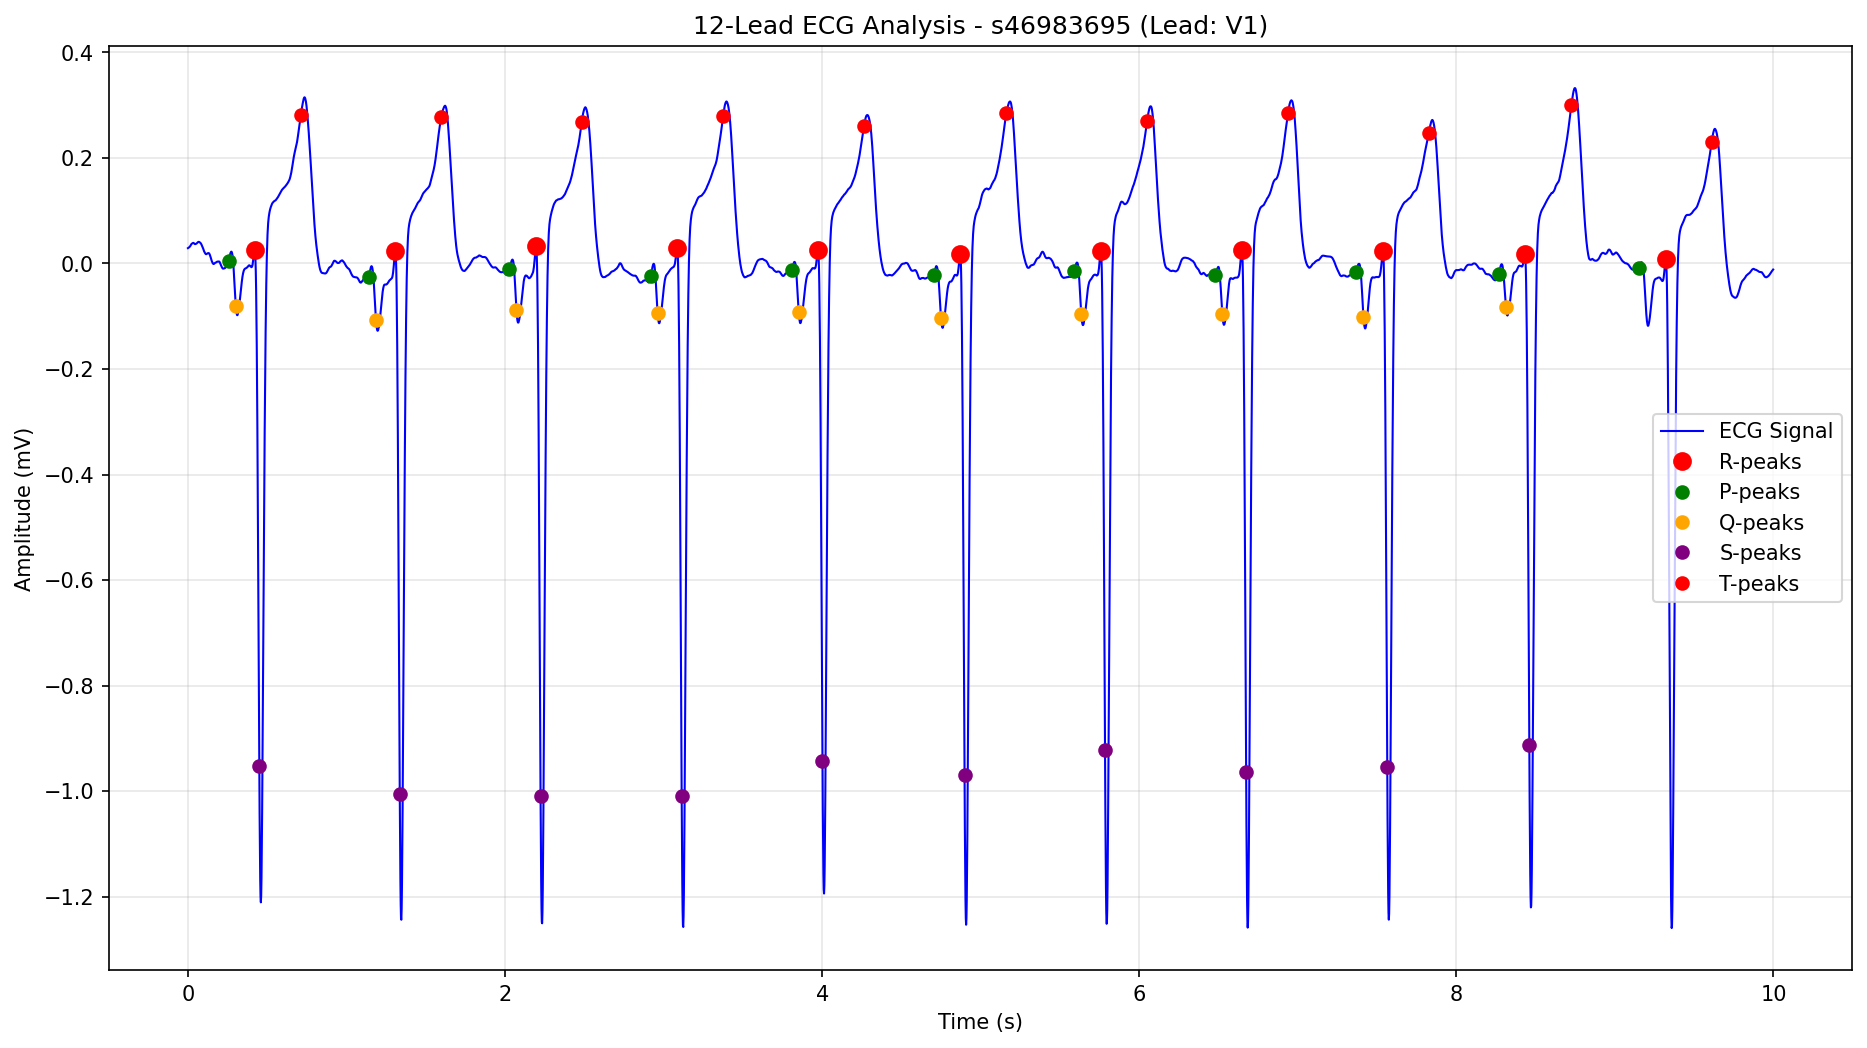 12-Lead ECG Analysis - s46983695 (Lead: V1)
0.4
0.2
0.0
−0.2
−0.4
−0.6
−0.8
−1.0
−1.2
Amplitude (mV)
ECG Signal
R-peaks
P-peaks
Q-peaks
S-peaks
T-peaks
0 2 4 6 8 10
Time (s)